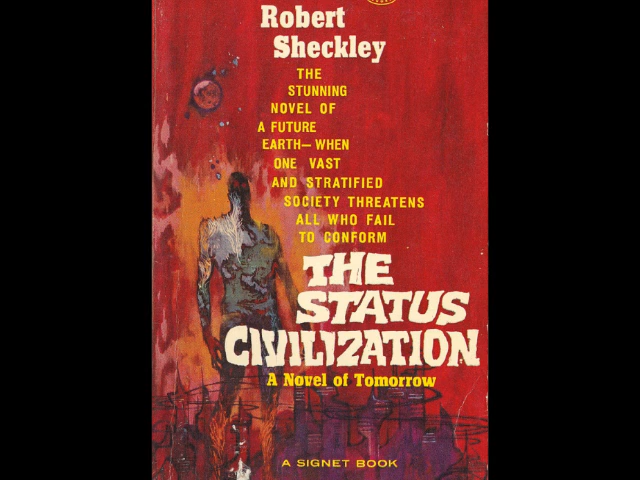 Robert
Sheckley
THE
STUNNING
NOVEL OF
A FUTURE
EARTH—WHEN
ONE VAST
AND STRATIFIED
SOCIETY THREATENS
ALL WHO FAIL
TO CONFORM
THE
STATUS
CIVILIZATION
A Novel of Tomorrow
A SIGNET BOOK